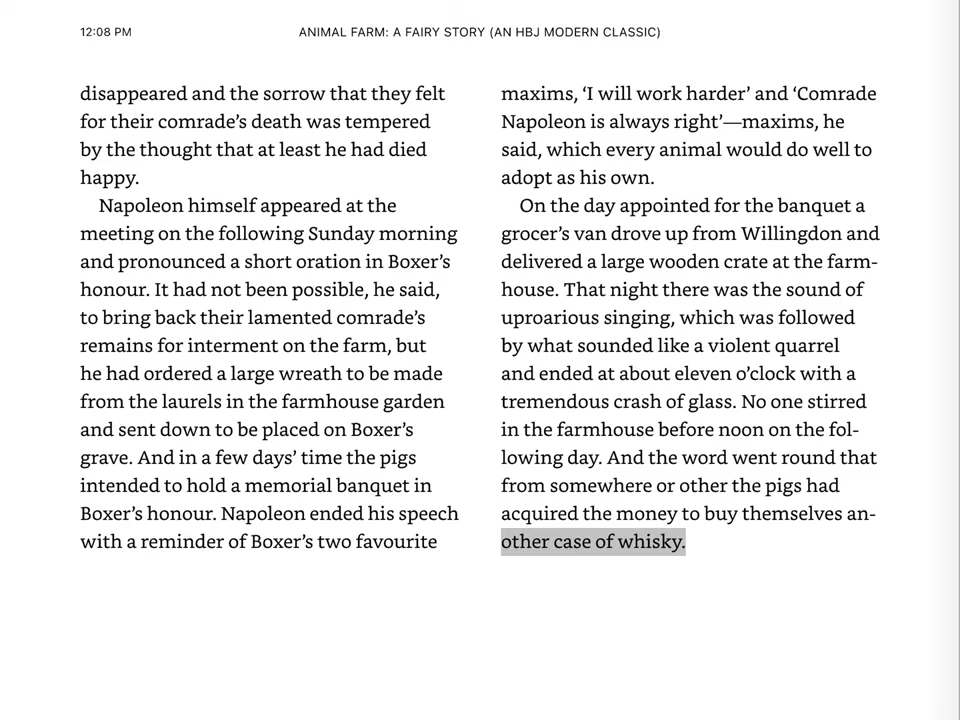 12:08 PM
ANIMAL FARM: A FAIRY STORY (AN HBJ MODERN CLASSIC)
disappeared and the sorrow that they felt
for their comrade’s death was tempered
by the thought that at least he had died
happy.
Napoleon himself appeared at the
meeting on the following Sunday morning
and pronounced a short oration in Boxer’s
honour. It had not been possible, he said,
to bring back their lamented comrade’s
remains for interment on the farm, but
he had ordered a large wreath to be made
from the laurels in the farmhouse garden
and sent down to be placed on Boxer’s
grave. And in a few days’ time the pigs
intended to hold a memorial banquet in
Boxer’s honour. Napoleon ended his speech
with a reminder of Boxer’s two favourite
maxims, ‘I will work harder’ and ‘Comrade
Napoleon is always right’—maxims, he
said, which every animal would do well to
adopt as his own.
On the day appointed for the banquet a
grocer’s van drove up from Willingdon and
delivered a large wooden crate at the farm-
house. That night there was the sound of
uproarious singing, which was followed
by what sounded like a violent quarrel
and ended at about eleven o’clock with a
tremendous crash of glass. No one stirred
in the farmhouse before noon on the fol-
lowing day. And the word went round that
from somewhere or other the pigs had
acquired the money to buy themselves an-
other case of whisky.